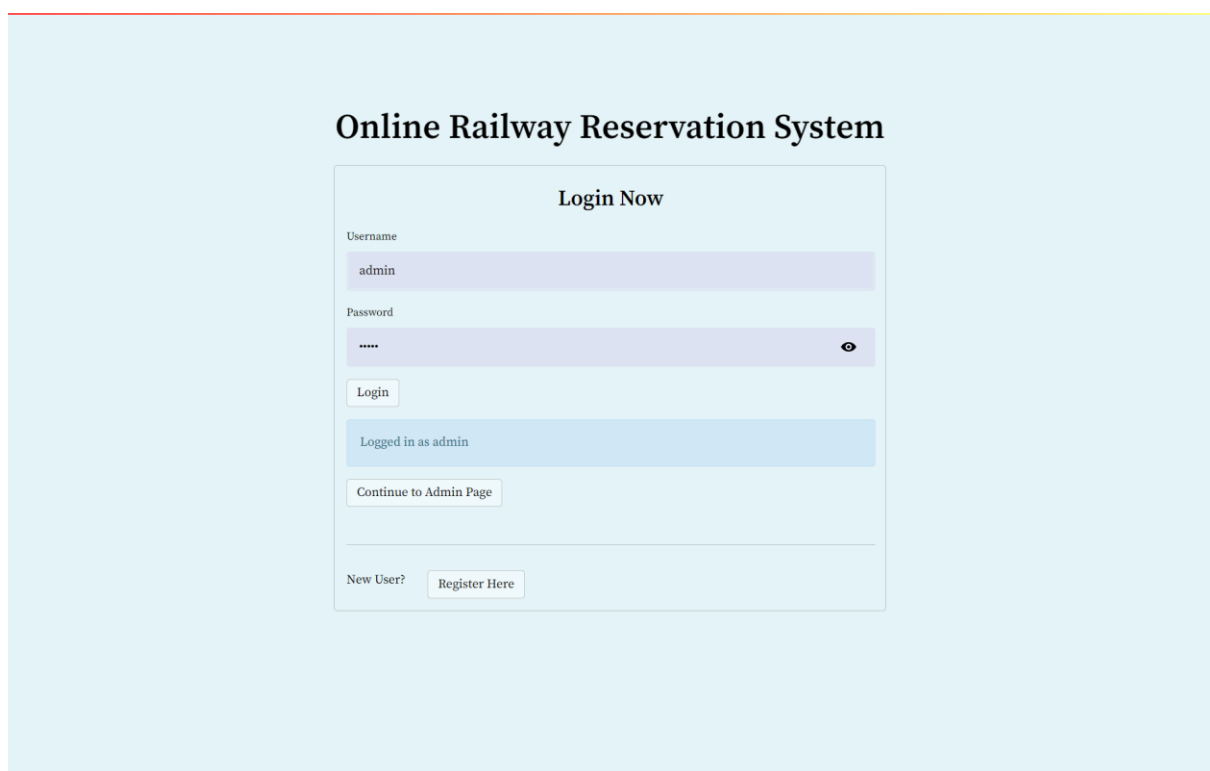 Online Railway Reservation System
Login Now
Username
admin
Password
•••••
Login
Logged in as admin
Continue to Admin Page
New User? Register Here